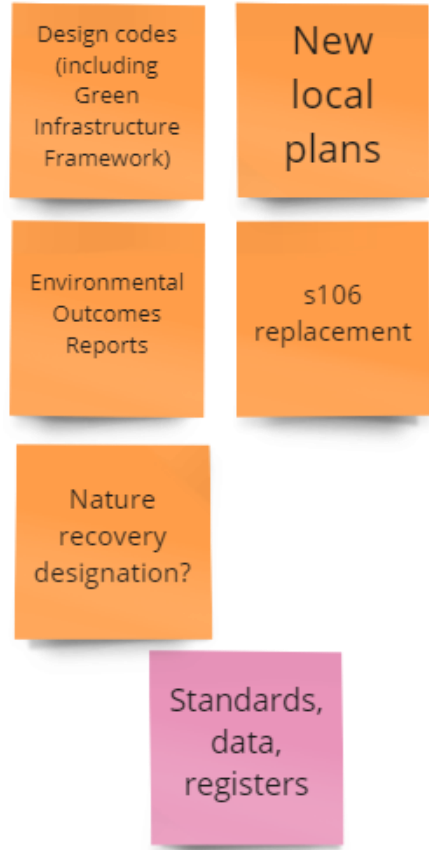 Design codes
(including
Green
Infrastructure
Framework)
New
local
plans
Environmental
Outcomes
Reports
s106
replacement
Nature
recovery
designation?
Standards,
data,
registers